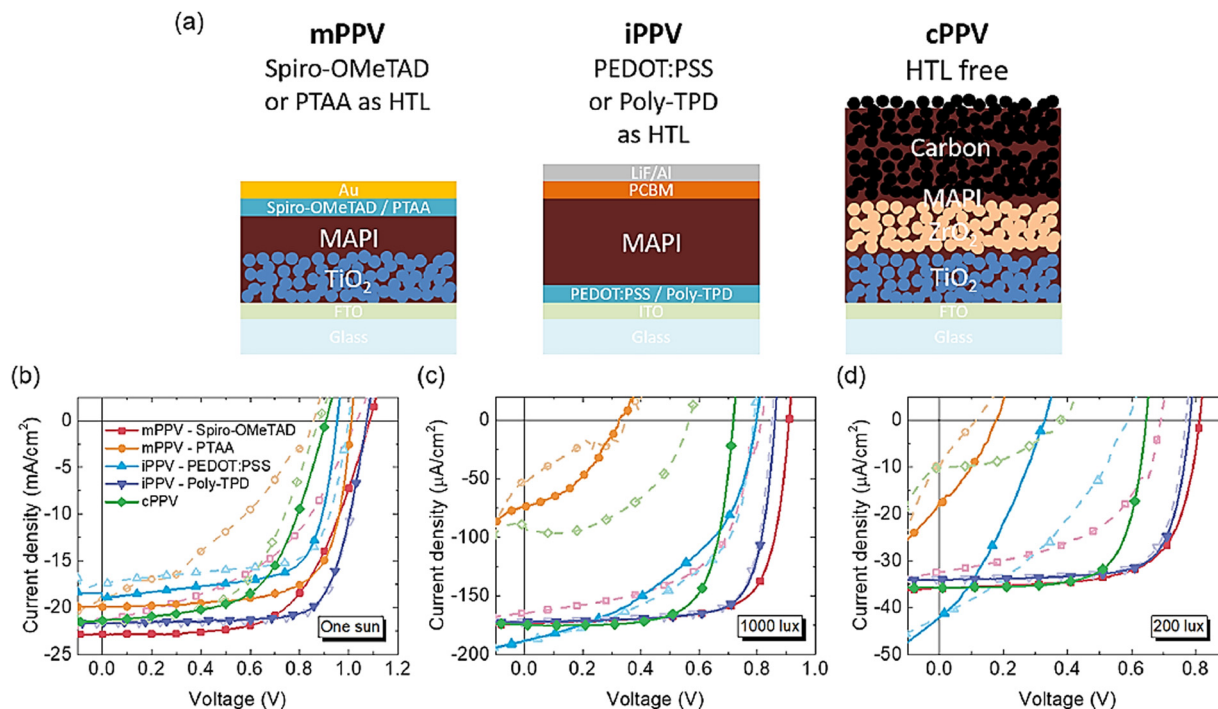 (a)
mPPV
Spiro-OMeTAD
or PTAA as HTL
Au
Spiro-OMeTAD / PTAA
MAPI
TiO₂
FTO
Glass
iPPV
PEDOT:PSS
or Poly-TPD
as HTL
LiF/Al
PCBM
MAPI
PEDOT:PSS / Poly-TPD
ITO
Glass
cPPV
HTL free
Carbon
MAPI
ZrO₂
TiO₂
FTO
Glass
(b)
Current density (mA/cm²)
0
-5
-10
-15
-20
-25
mPPV - Spiro-OMeTAD
mPPV - PTAA
iPPV - PEDOT:PSS
iPPV - Poly-TPD
cPPV
One sun
0.0 0.2 0.4 0.6 0.8 1.0 1.2
Voltage (V)
(c)
Current density (µA/cm²)
0
-50
-100
-150
-200
1000 lux
0.0 0.2 0.4 0.6 0.8 1.0
Voltage (V)
(d)
Current density (µA/cm²)
0
-10
-20
-30
-40
-50
200 lux
0.0 0.2 0.4 0.6 0.8
Voltage (V)